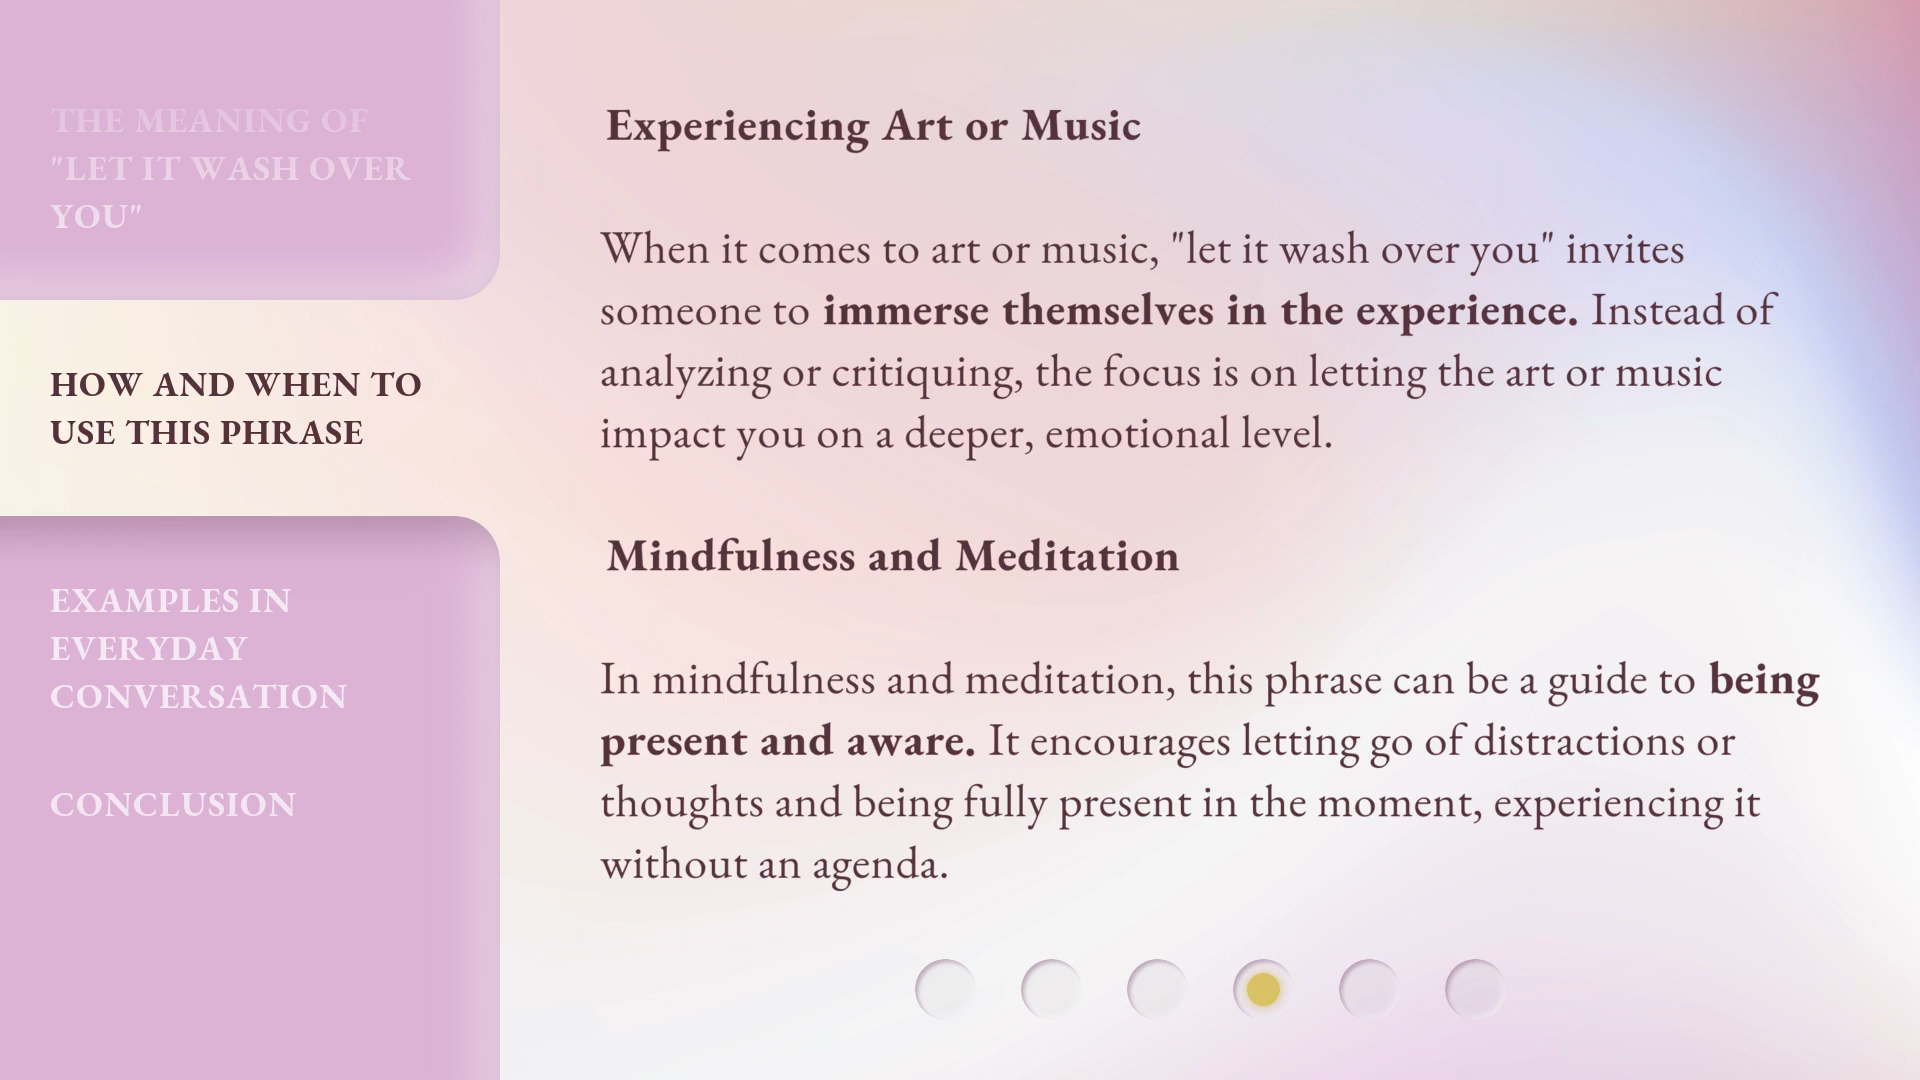 THE MEANING OF
"LET IT WASH OVER
YOU"
HOW AND WHEN TO
USE THIS PHRASE
EXAMPLES IN
EVERYDAY
CONVERSATION
CONCLUSION
Experiencing Art or Music
When it comes to art or music, "let it wash over you" invites
someone to immerse themselves in the experience. Instead of
analyzing or critiquing, the focus is on letting the art or music
impact you on a deeper, emotional level.
Mindfulness and Meditation
In mindfulness and meditation, this phrase can be a guide to being
present and aware. It encourages letting go of distractions or
thoughts and being fully present in the moment, experiencing it
without an agenda.